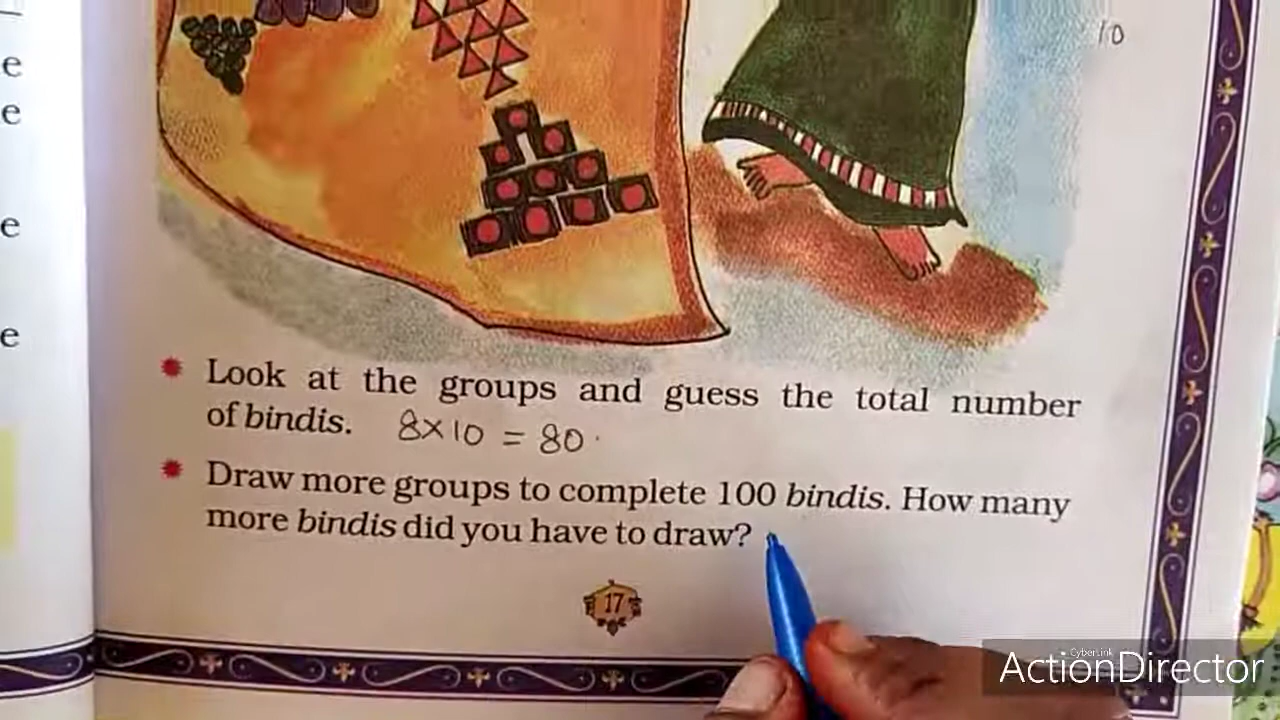 10
e
e
e
e
Look at the groups and guess the total number
of bindis. 8×10 = 80
Draw more groups to complete 100 bindis. How many
more bindis did you have to draw?
17
CyberLink
ActionDirector